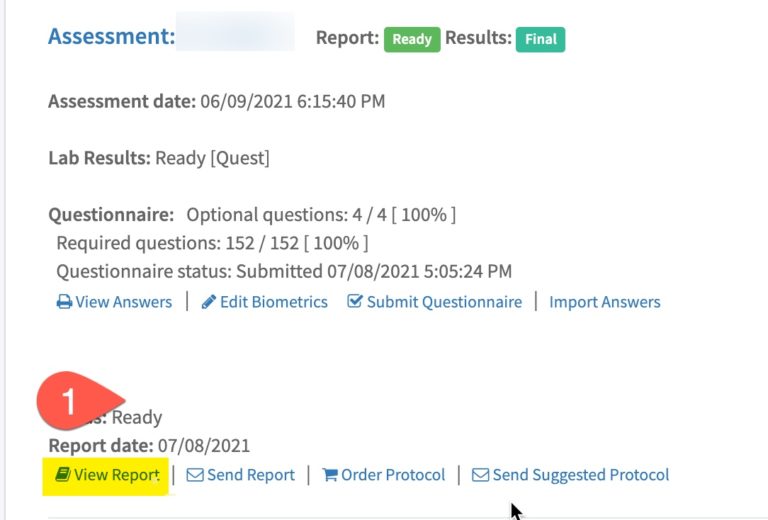 Assessment: Report: Ready Results: Final
Assessment date: 06/09/2021 6:15:40 PM
Lab Results: Ready [Quest]
Questionnaire: Optional questions: 4 / 4 [ 100% ]
Required questions: 152 / 152 [ 100% ]
Questionnaire status: Submitted 07/08/2021 5:05:24 PM
View Answers | Edit Biometrics Submit Questionnaire | Import Answers
1
Ready
Report date: 07/08/2021
View Report | Send Report | Order Protocol | Send Suggested Protocol